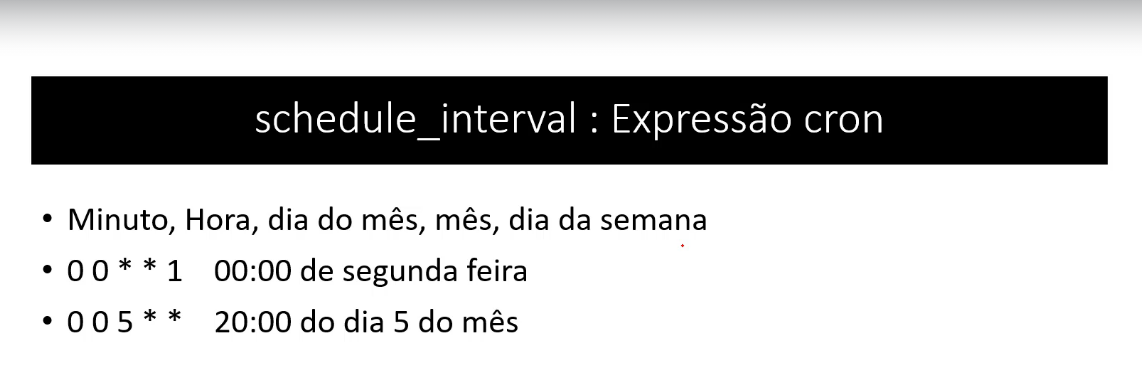 schedule_interval : Expressão cron
• Minuto, Hora, dia do mês, mês, dia da semana
• 0 0 * * 1 00:00 de segunda feira
• 0 0 5 * * 20:00 do dia 5 do mês